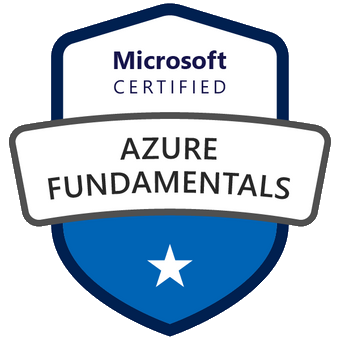 Microsoft
CERTIFIED
AZURE
FUNDAMENTALS